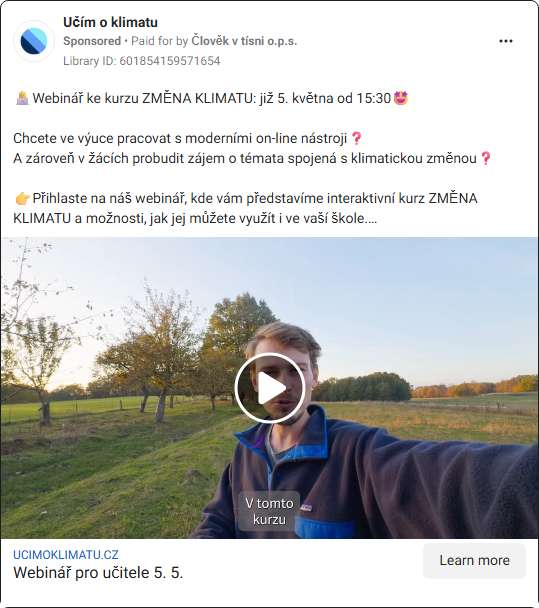 Učím o klimatu
Sponsored • Paid for by Člověk v tísni o.p.s.
Library ID: 601854159571654
Webinář ke kurzu ZMĚNA KLIMATU: již 5. května od 15:30
Chcete ve výuce pracovat s moderními on-line nástroji❓
A zároveň v žácích probudit zájem o témata spojená s klimatickou změnou❓
👉Přihlaste na náš webinář, kde vám představíme interaktivní kurz ZMĚNA
KLIMATU a možnosti, jak jej můžete využít i ve vaší škole....
V tomto
kurzu
UCIMOKLIMATU.CZ
Webinář pro učitele 5. 5.
Learn more